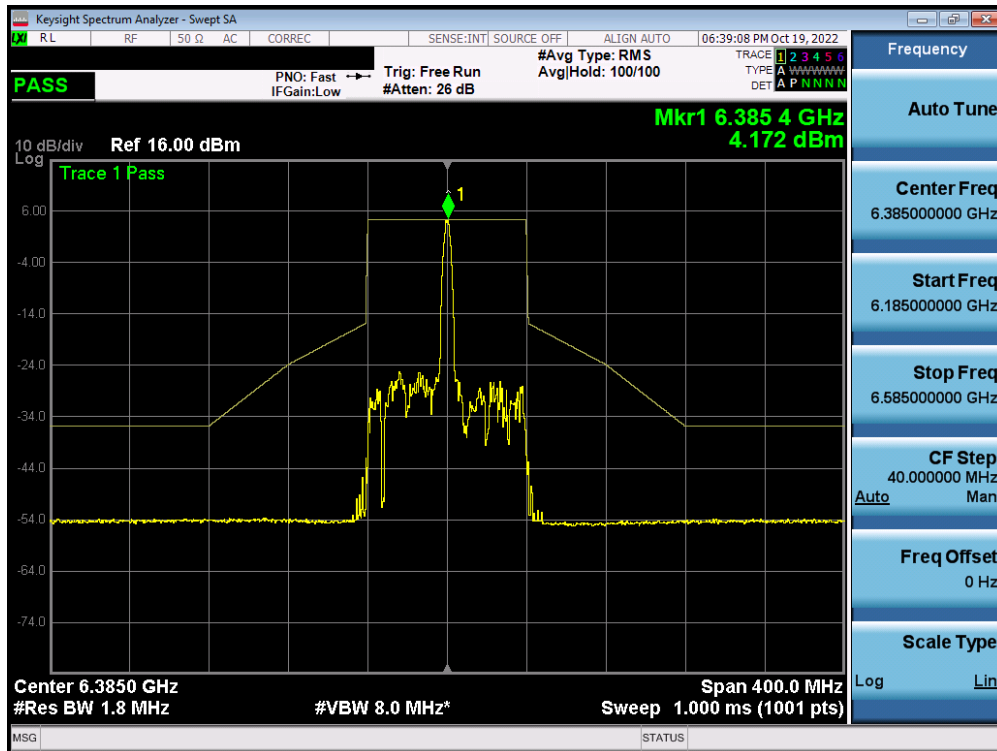 Keysight Spectrum Analyzer - Swept SA
LXI RL RF 50 Ω AC CORREC SENSE:INT SOURCE OFF ALIGN AUTO 06:39:08 PM Oct 19, 2022
PASS
PNO: Fast
IFGain:Low
Trig: Free Run
#Atten: 26 dB
#Avg Type: RMS
Avg|Hold: 100/100
TRACE 1 2 3 4 5 6
TYPE A WWWWW
DET A P N N N N
Mkr1 6.385 4 GHz
4.172 dBm
10 dB/div Ref 16.00 dBm
Log
Trace 1 Pass
1
6.00
-4.00
-14.0
-24.0
-34.0
-44.0
-54.0
-64.0
-74.0
Center 6.3850 GHz Span 400.0 MHz
#Res BW 1.8 MHz #VBW 8.0 MHz* Sweep 1.000 ms (1001 pts)
MSG STATUS
Frequency
Auto Tune
Center Freq
6.385000000 GHz
Start Freq
6.185000000 GHz
Stop Freq
6.585000000 GHz
CF Step
40.000000 MHz
Auto Man
Freq Offset
0 Hz
Scale Type
Log Lin